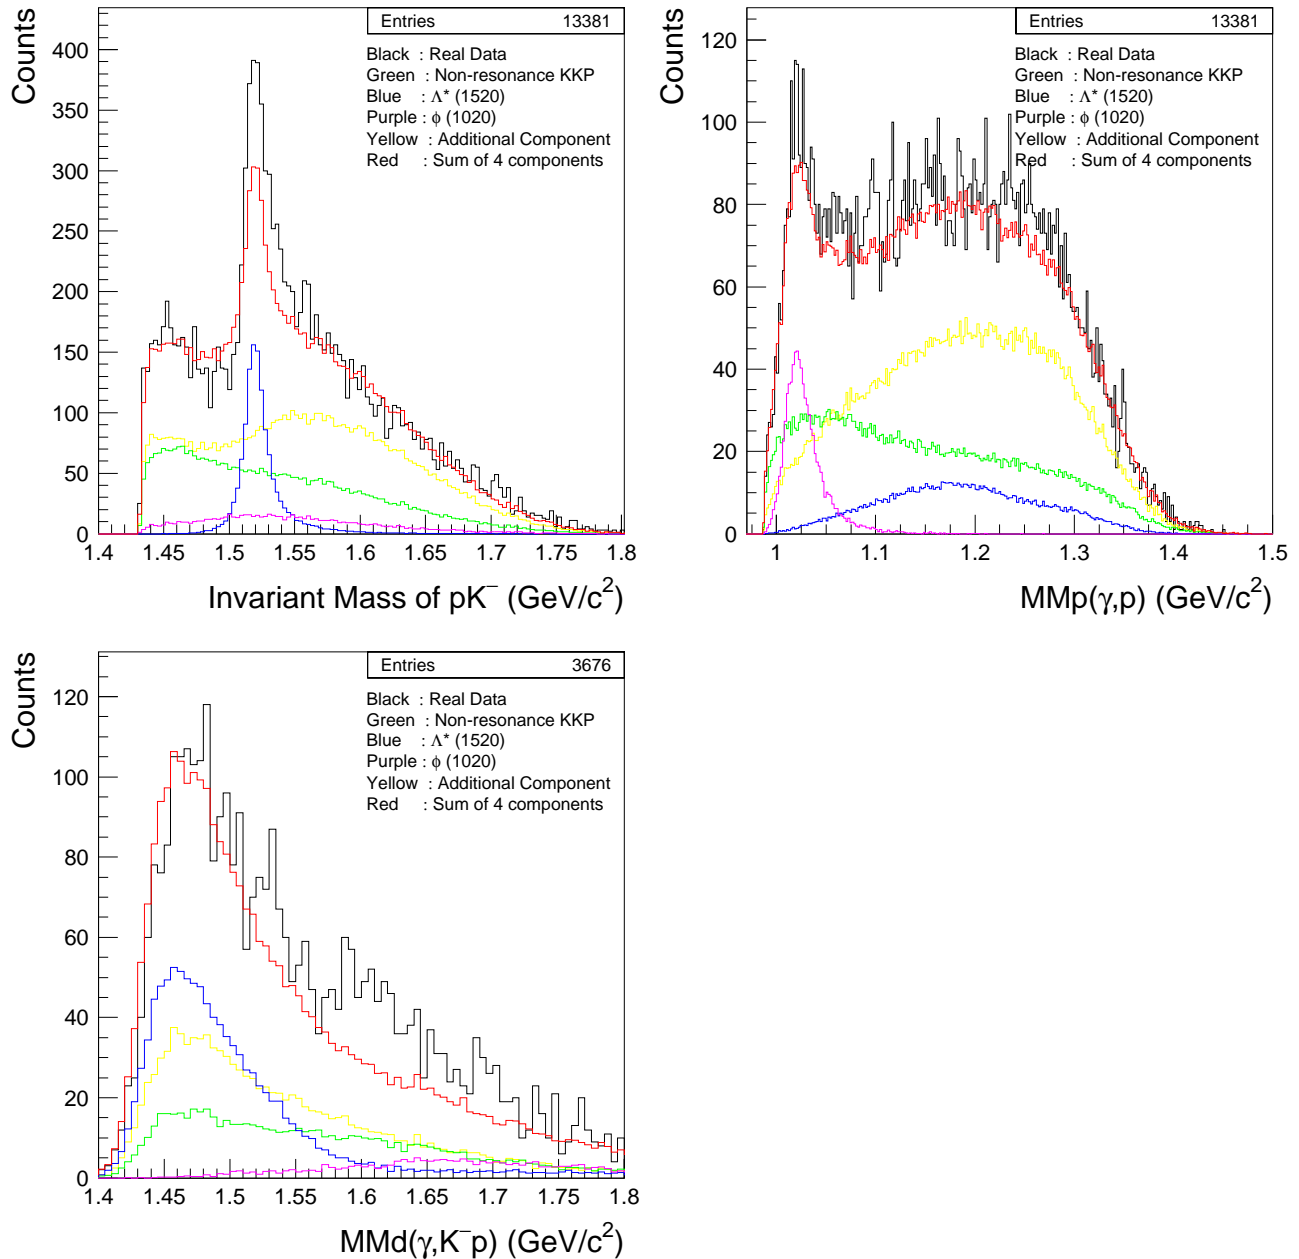 Entries 13381
Black : Real Data
Green : Non-resonance KKP
Blue : Λ* (1520)
Purple : ϕ (1020)
Yellow : Additional Component
Red : Sum of 4 components
Counts
400
350
300
250
200
150
100
50
0
1.4 1.45 1.5 1.55 1.6 1.65 1.7 1.75 1.8
Invariant Mass of pK⁻ (GeV/c²)
Entries 13381
Black : Real Data
Green : Non-resonance KKP
Blue : Λ* (1520)
Purple : ϕ (1020)
Yellow : Additional Component
Red : Sum of 4 components
Counts
120
100
80
60
40
20
0
1 1.1 1.2 1.3 1.4 1.5
MMp(γ,p) (GeV/c²)
Entries 3676
Black : Real Data
Green : Non-resonance KKP
Blue : Λ* (1520)
Purple : ϕ (1020)
Yellow : Additional Component
Red : Sum of 4 components
Counts
120
100
80
60
40
20
0
1.4 1.45 1.5 1.55 1.6 1.65 1.7 1.75 1.8
MMd(γ,K⁻p) (GeV/c²)